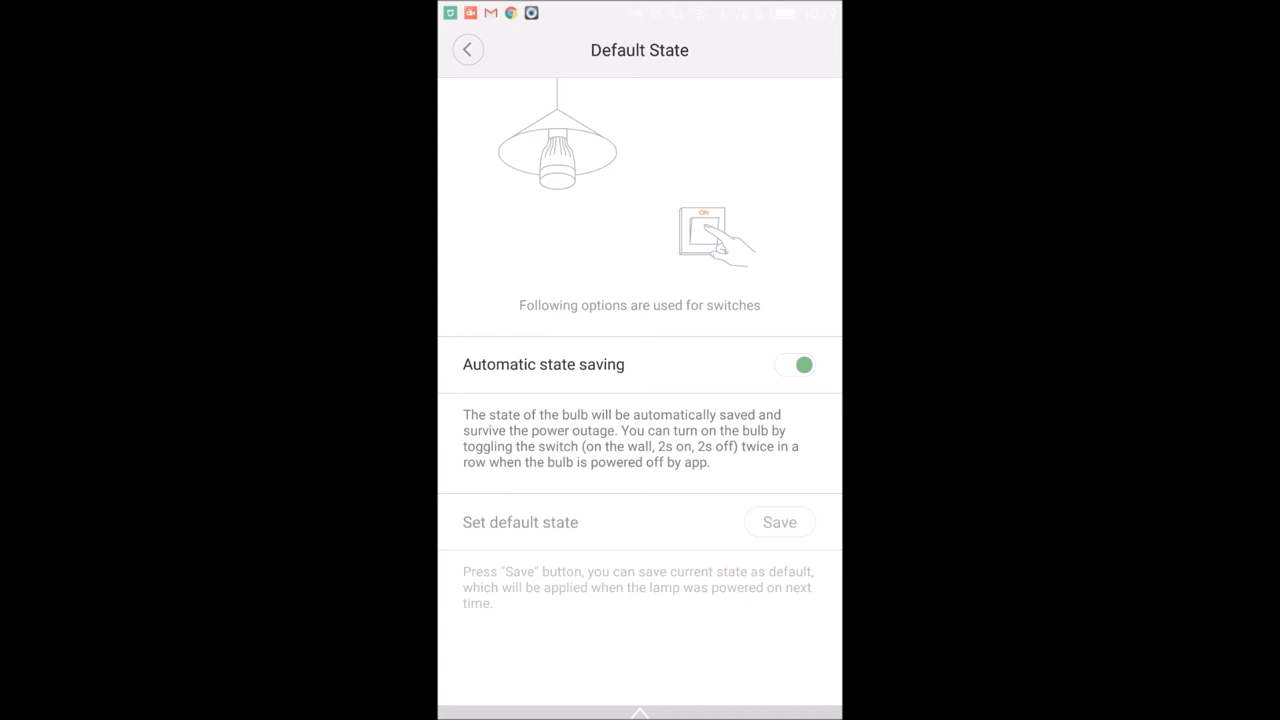 Default State
ON
Following options are used for switches
Automatic state saving
The state of the bulb will be automatically saved and
survive the power outage. You can turn on the bulb by
toggling the switch (on the wall, 2s on, 2s off) twice in a
row when the bulb is powered off by app.
Set default state
Save
Press "Save" button, you can save current state as default,
which will be applied when the lamp was powered on next
time.